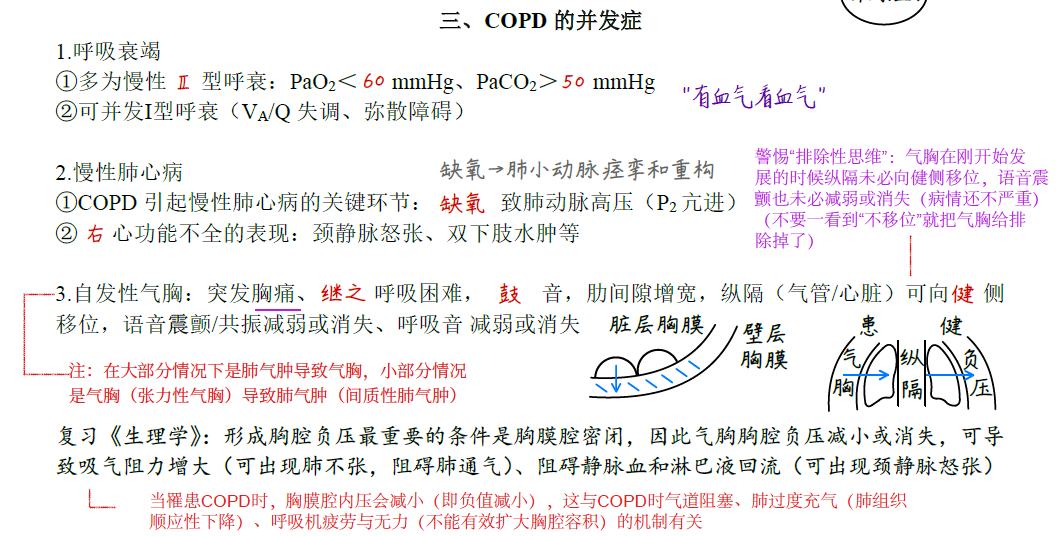 三、COPD 的并发症
1.呼吸衰竭
①多为慢性 Ⅱ 型呼衰：PaO₂＜60 mmHg、PaCO₂＞50 mmHg
②可并发I型呼衰（VA/Q 失调、弥散障碍）
"有血气看血气"
2.慢性肺心病
缺氧→肺小动脉痉挛和重构
①COPD 引起慢性肺心病的关键环节：缺氧 致肺动脉高压（P₂亢进）
② 右 心功能不全的表现：颈静脉怒张、双下肢水肿等
警惕“排除性思维”：气胸在刚开始发
展的时候纵隔未必向健侧移位，语音震
颤也未必减弱或消失（病情还不严重）
（不要一看到“不移位”就把气胸给排
除掉了）
3.自发性气胸：突发胸痛、继之 呼吸困难，鼓 音，肋间隙增宽，纵隔（气管/心脏）可向健 侧
移位，语音震颤/共振减弱或消失、呼吸音 减弱或消失
脏层胸膜
壁层
胸膜
患 健
气 纵 负
胸 隔 压
注：在大部分情况下是肺气肿导致气胸，小部分情况
是气胸（张力性气胸）导致肺气肿（间质性肺气肿）
复习《生理学》：形成胸腔负压最重要的条件是胸膜腔密闭，因此气胸胸腔负压减小或消失，可导
致吸气阻力增大（可出现肺不张，阻碍肺通气）、阻碍静脉血和淋巴液回流（可出现颈静脉怒张）
当罹患COPD时，胸膜腔内压会减小（即负值减小），这与COPD时气道阻塞、肺过度充气（肺组织
顺应性下降）、呼吸机疲劳与无力（不能有效扩大胸腔容积）的机制有关